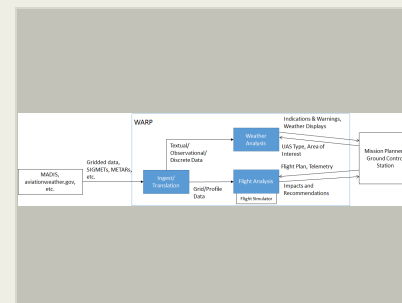 WARP
Indications & Warnings,
Weather Displays
Textual/
Observational/
Discrete Data
Weather
Analysis
UAS Type, Area of
Interest
Mission Planner
Ground Control
Station
Gridded data,
SIGMETs, METARs,
etc.
Flight Plan, Telemetry
MADIS,
aviationweather.gov,
etc.
Ingest/
Translation
Grid/Profile
Data
Flight Analysis
Flight Simulator
Impacts and
Recommendations